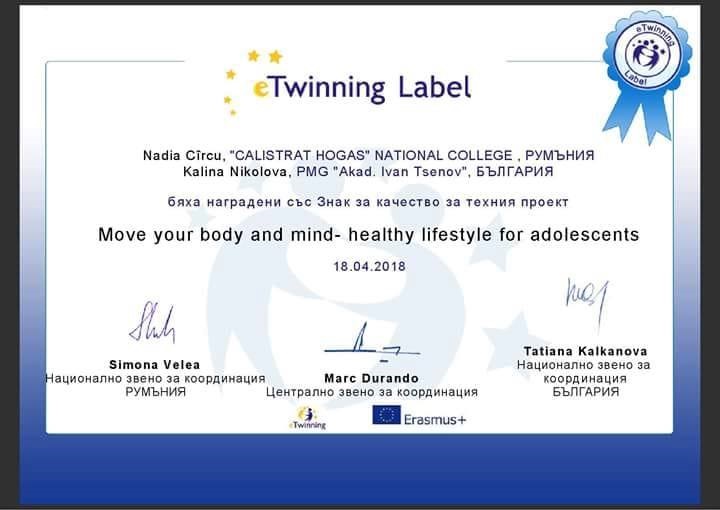 eTwinning Label
eTwinning
Label
Nadia Cîrcu, "CALISTRAT HOGAS" NATIONAL COLLEGE , РУМЪНИЯ
Kalina Nikolova, PMG "Akad. Ivan Tsenov", БЪЛГАРИЯ
бяха наградени със Знак за качество за техния проект
Move your body and mind- healthy lifestyle for adolescents
18.04.2018
Simona Velea
Национално звено за координация
РУМЪНИЯ
Marc Durando
Централно звено за координация
Tatiana Kalkanova
Национално звено за
координация
БЪЛГАРИЯ
eTwinning
Erasmus+